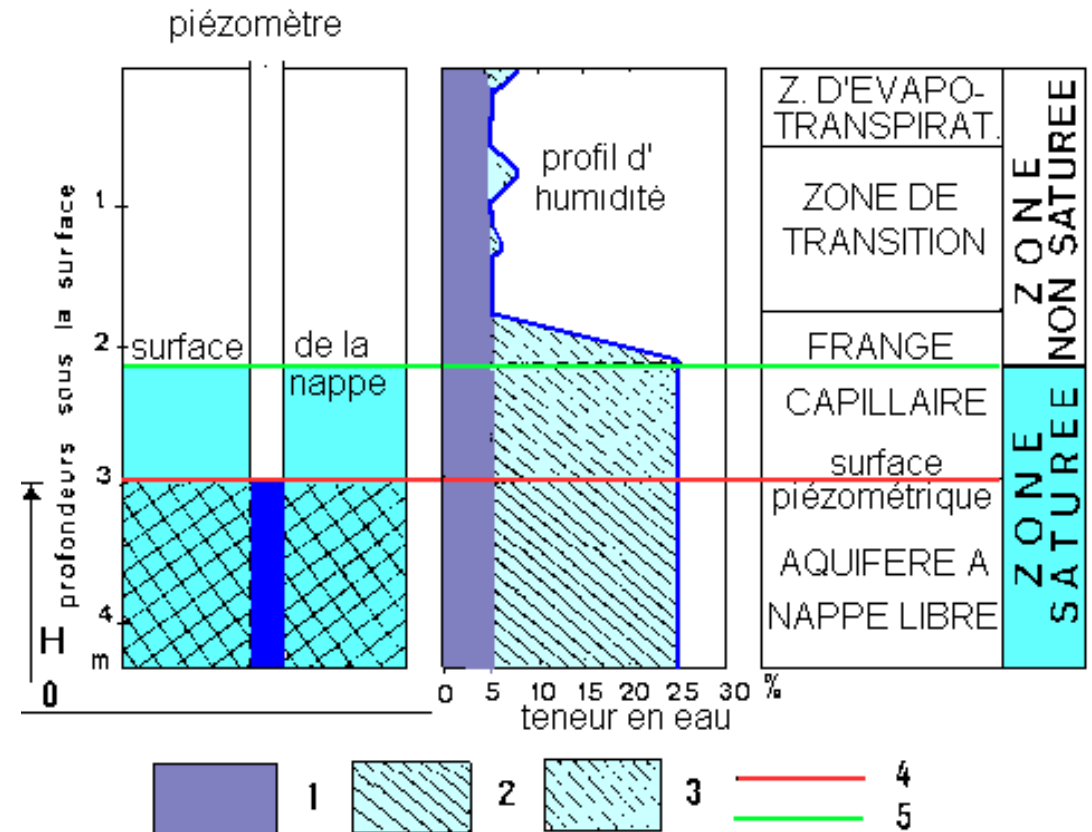 piézomètre
profondeurs sous la surface
1
2
3
4
m
H
0
surface de la
nappe
profil d'
humidité
0 5 10 15 20 25 30 %
teneur en eau
Z. D'EVAPO-
TRANSPIRAT.
ZONE DE
TRANSITION
FRANGE
CAPILLAIRE
surface
piézométrique
AQUIFERE A
NAPPE LIBRE
ZONE
NON SATUREE
ZONE
SATUREE
1
2
3
4
5